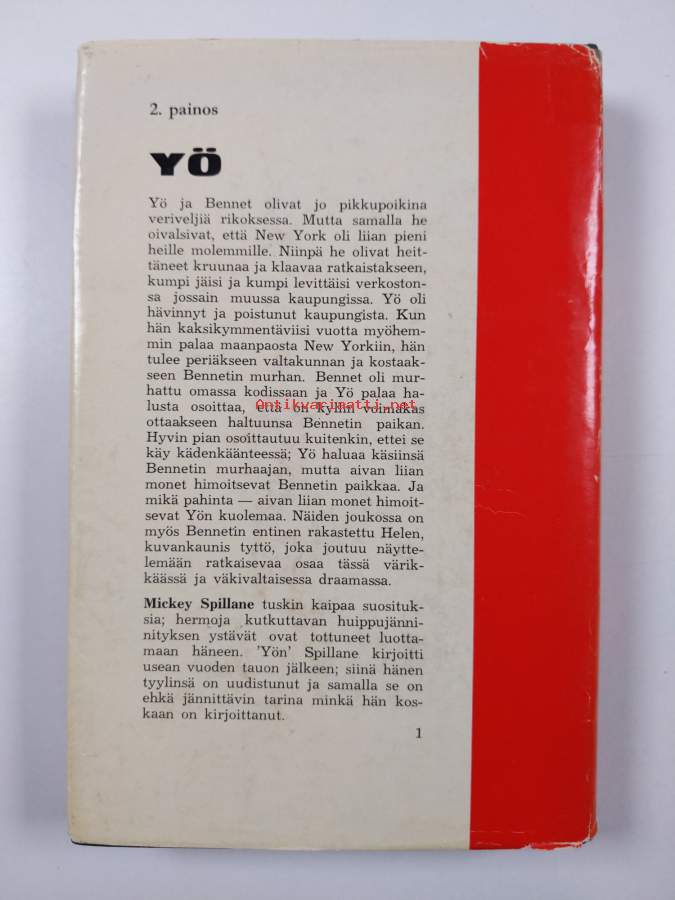 2. painos
YÖ
Yö ja Bennet olivat jo pikkupoikina
veriveljiä rikoksessa. Mutta samalla he
oivalsivat, että New York oli liian pieni
heille molemmille. Niinpä he olivat heit-
täneet kruunaa ja klaavaa ratkaistakseen,
kumpi jäisi ja kumpi levittäisi verkoston-
sa jossain muussa kaupungissa. Yö oli
hävinnyt ja poistunut kaupungista. Kun
hän kaksikymmentäviisi vuotta myöhem-
min palaa maanpaosta New Yorkiin, hän
tulee periäkseen valtakunnan ja kostaak-
seen Bennetin murhan. Bennet oli mur-
hattu omassa kodissaan ja Yö palaa ha-
lusta osoittaa, että on kyllin voimakas
Antikvariaatti.net
ottaakseen haltuunsa Bennetin paikan.
Hyvin pian osoittautuu kuitenkin, ettei se
käy kädenkäänteessä; Yö haluaa käsiinsä
Bennetin murhaajan, mutta aivan liian
monet himoitsevat Bennetin paikkaa. Ja
mikä pahinta — aivan liian monet himoit-
sevat Yön kuolemaa. Näiden joukossa on
myös Bennetin entinen rakastettu Helen,
kuvankaunis tyttö, joka joutuu näytte-
lemään ratkaisevaa osaa tässä värik-
käässä ja väkivaltaisessa draamassa.
Mickey Spillane tuskin kaipaa suosituk-
sia; hermoja kutkuttavan huippujänni-
nityksen ystävät ovat tottuneet luotta-
maan häneen. 'Yön' Spillane kirjoitti
usean vuoden tauon jälkeen; siinä hänen
tyylinsä on uudistunut ja samalla se on
ehkä jännittävin tarina minkä hän kos-
kaan on kirjoittanut.
1